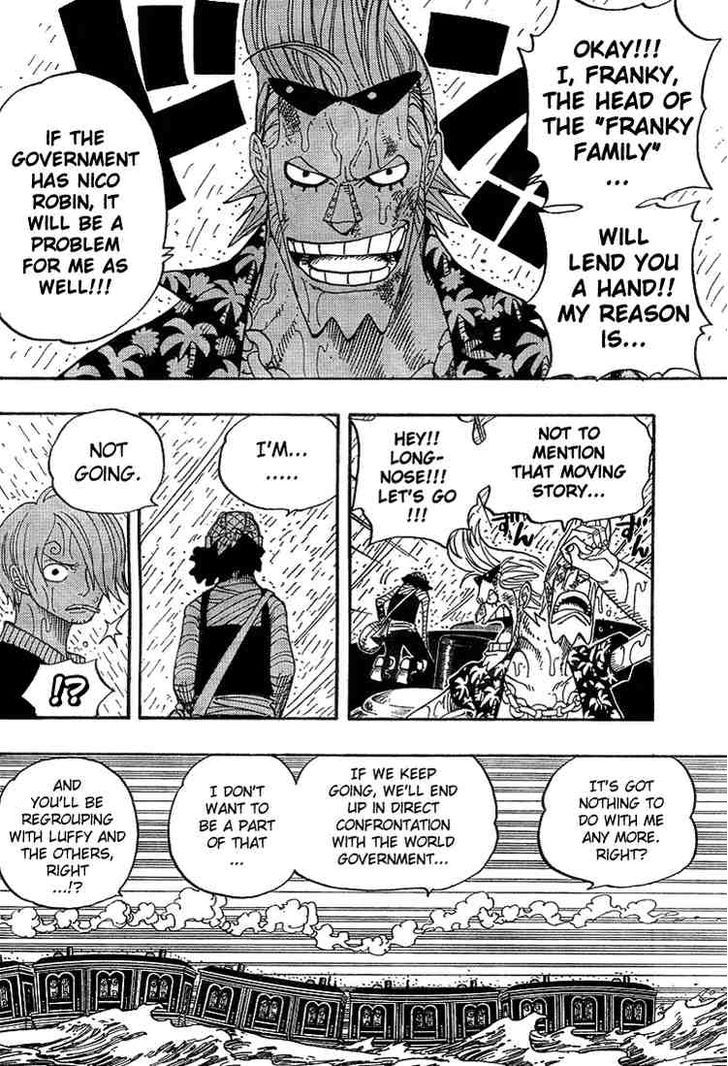 OKAY!!!
I, FRANKY,
THE HEAD OF
THE "FRANKY
FAMILY"
...
WILL
LEND YOU
A HAND!!
MY REASON
IS...
IF THE
GOVERNMENT
HAS NICO
ROBIN, IT
WILL BE A
PROBLEM
FOR ME AS
WELL!!!
NOT TO
MENTION
THAT MOVING
STORY...
HEY!!
LONG-
NOSE!!!
LET'S GO
!!!
I'M...
.....
NOT
GOING.
!?
IT'S GOT
NOTHING TO
DO WITH ME
ANY MORE.
RIGHT?
IF WE KEEP
GOING, WE'LL END
UP IN DIRECT
CONFRONTATION
WITH THE WORLD
GOVERNMENT...
I DON'T
WANT TO
BE A PART
OF THAT
...
AND
YOU'LL BE
REGROUPING
WITH LUFFY AND
THE OTHERS,
RIGHT
...!?